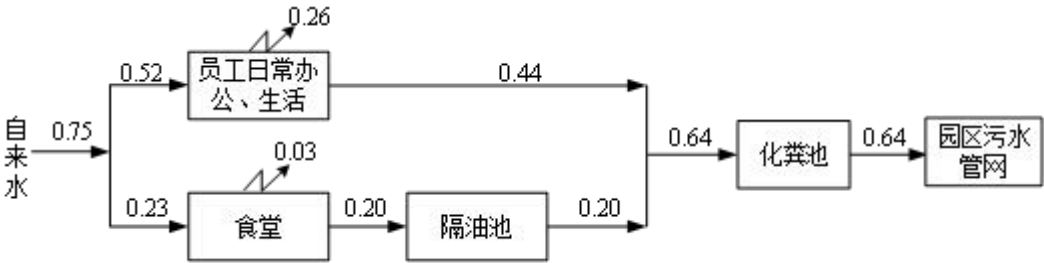 0.26
0.52
员工日常办
公、生活
0.44
自来水
0.75
0.64
化粪池
0.64
园区污水
管网
0.03
0.23
食堂
0.20
隔油池
0.20